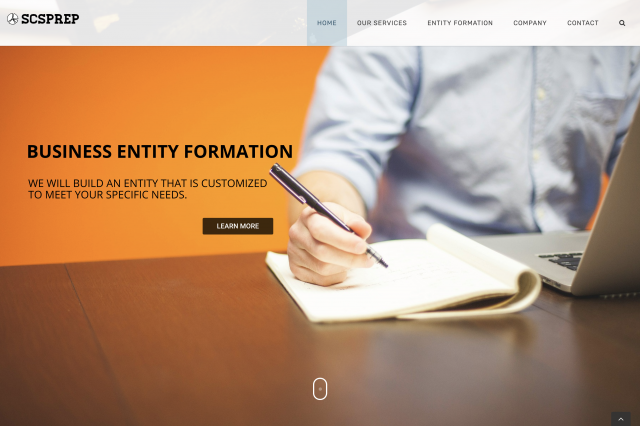 SCSPREP
HOME OUR SERVICES ENTITY FORMATION COMPANY CONTACT
BUSINESS ENTITY FORMATION
WE WILL BUILD AN ENTITY THAT IS CUSTOMIZED
TO MEET YOUR SPECIFIC NEEDS.
LEARN MORE